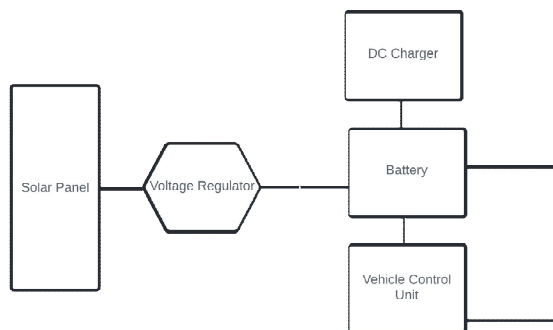 DC Charger
Solar Panel
Voltage Regulator
Battery
Vehicle Control
Unit